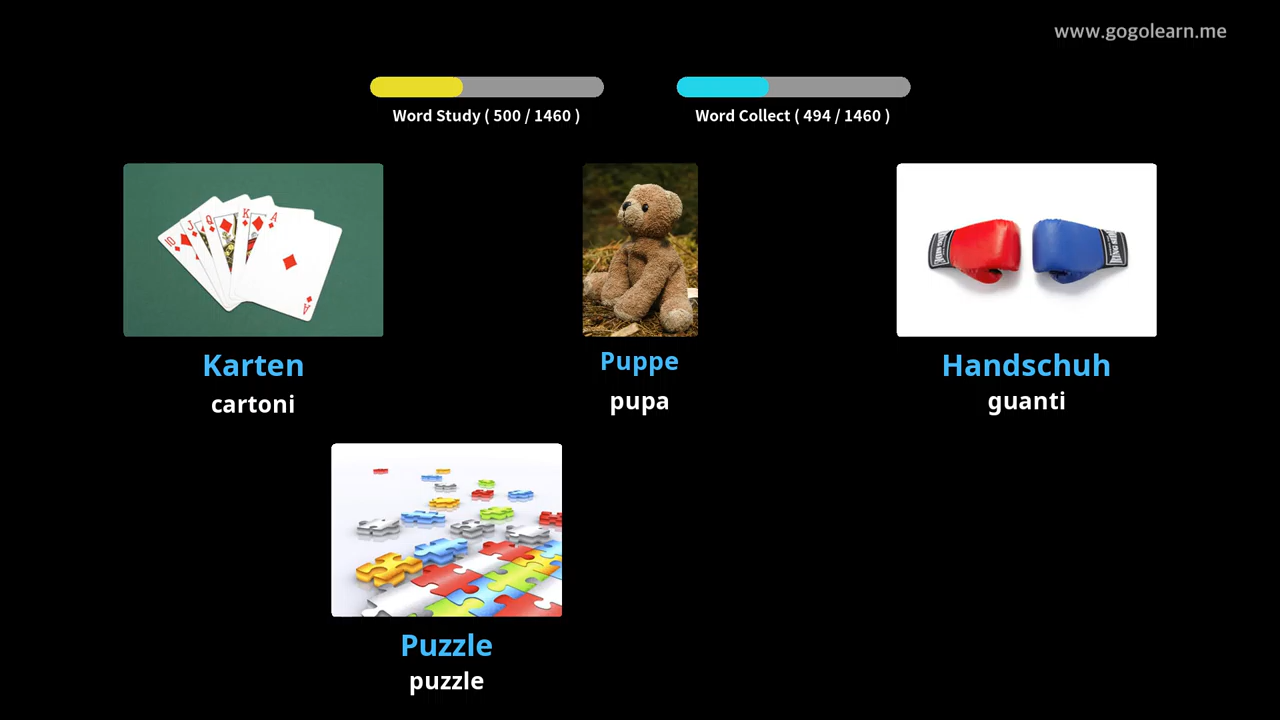 www.gogolearn.me
Word Study ( 500 / 1460 )
Word Collect ( 494 / 1460 )
10 J Q K A
A
Karten
cartoni
Puppe
pupa
Handschuh
guanti
Puzzle
puzzle